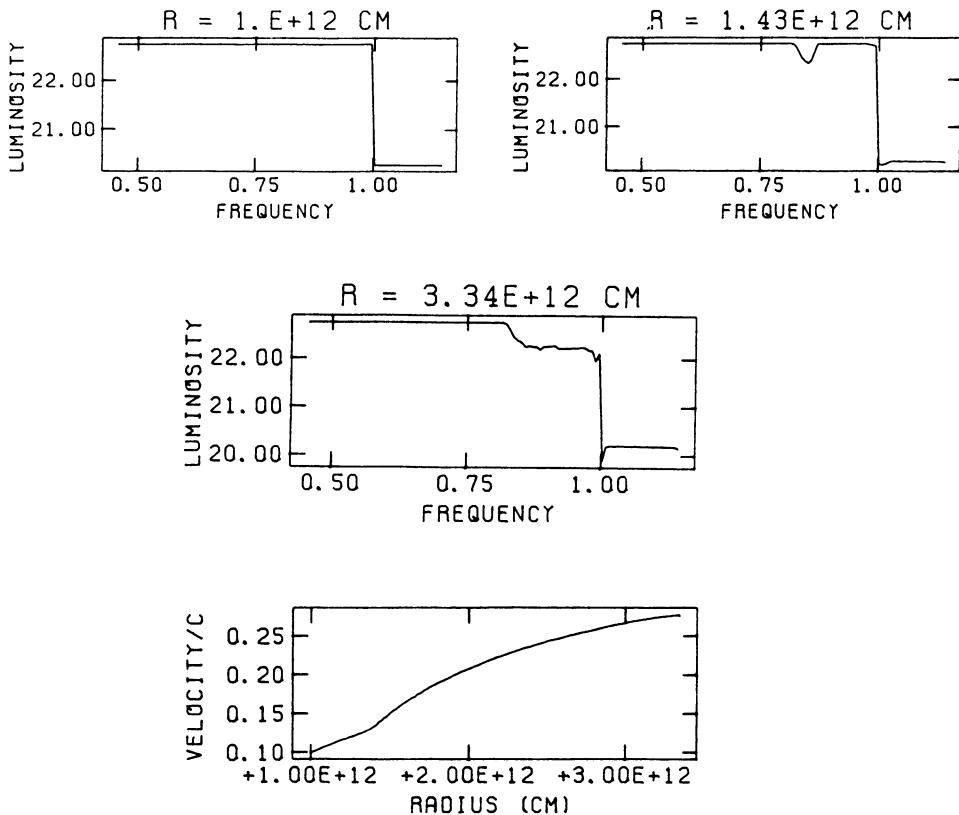 R = 1.E+12 CM
LUMINOSITY
22.00
21.00
0.50 0.75 1.00
FREQUENCY
R = 1.43E+12 CM
LUMINOSITY
22.00
21.00
0.50 0.75 1.00
FREQUENCY
R = 3.34E+12 CM
LUMINOSITY
22.00
21.00
20.00
0.50 0.75 1.00
FREQUENCY
VELOCITY/C
0.25
0.20
0.15
0.10
+1.00E+12 +2.00E+12 +3.00E+12
RADIUS (CM)